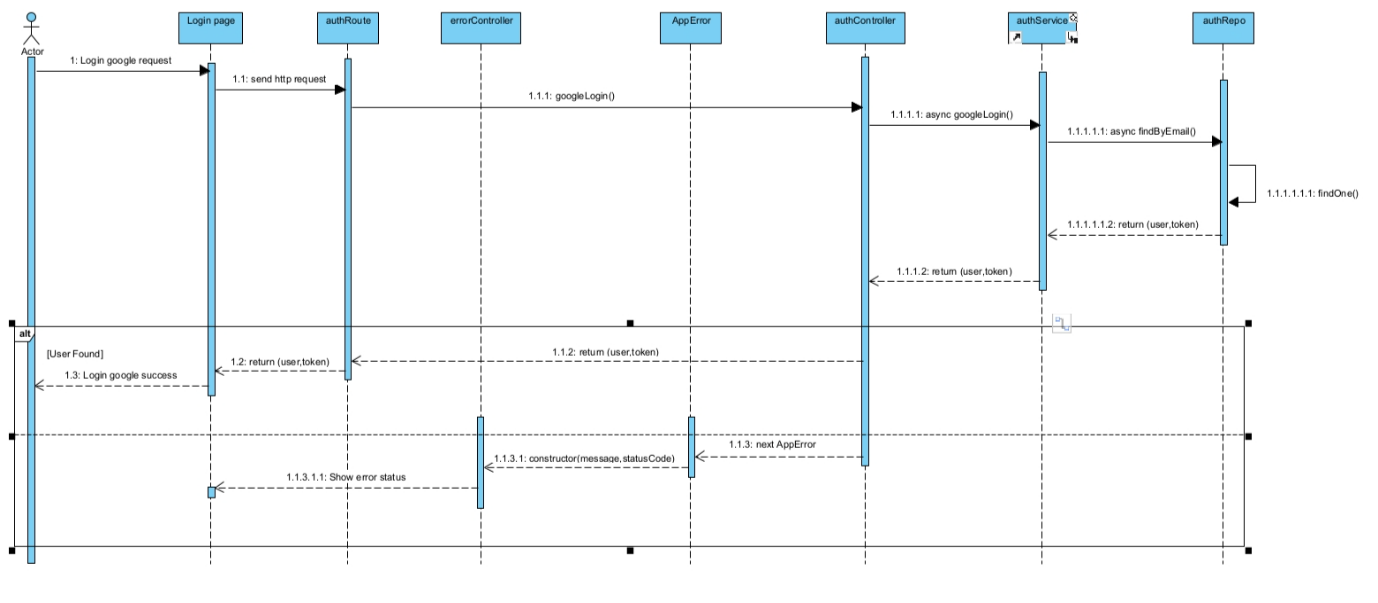 Login page
authRoute
errorController
AppError
authController
authService
authRepo
Actor
1: Login google request
1.1: send http request
1.1.1: googleLogin()
1.1.1.1: async googleLogin()
1.1.1.1.1: async findByEmail()
1.1.1.1.1.1: findOne()
1.1.1.1.1.2: return (user,token)
1.1.1.2: return (user,token)
alt
[User Found]
1.1.2: return (user,token)
1.2: return (user,token)
1.3: Login google success
1.1.3: next AppError
1.1.3.1: constructor(message,statusCode)
1.1.3.1.1: Show error status